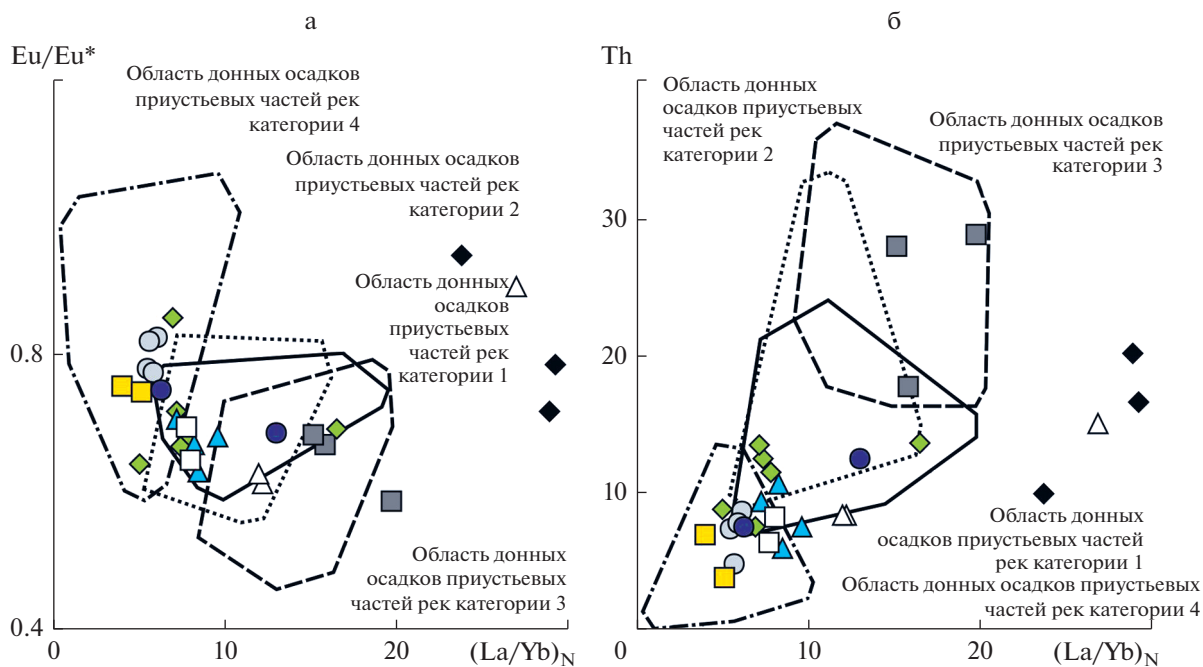 а
Eu/Eu*
Область донных осадков
приустьевых частей рек
категории 4
Область донных осадков
приустьевых частей рек
категории 2
Область донных
осадков
приустьевых
частей рек
категории 1
0.8
Область донных
осадков приустьевых
частей рек категории 3
0.4
0
10
20
(La/Yb)N
б
Th
Область донных
осадков приустьевых
частей рек
категории 2
Область донных осадков
приустьевых частей рек
категории 3
30
20
10
Область донных
осадков приустьевых частей
рек категории 1
Область донных осадков приустьевых
частей рек категории 4
0
10
20
(La/Yb)N